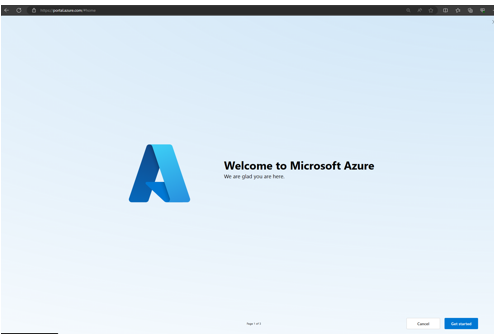 https://portal.azure.com/#home
Welcome to Microsoft Azure
We are glad you are here.
Page 1 of 5
Cancel
Get started